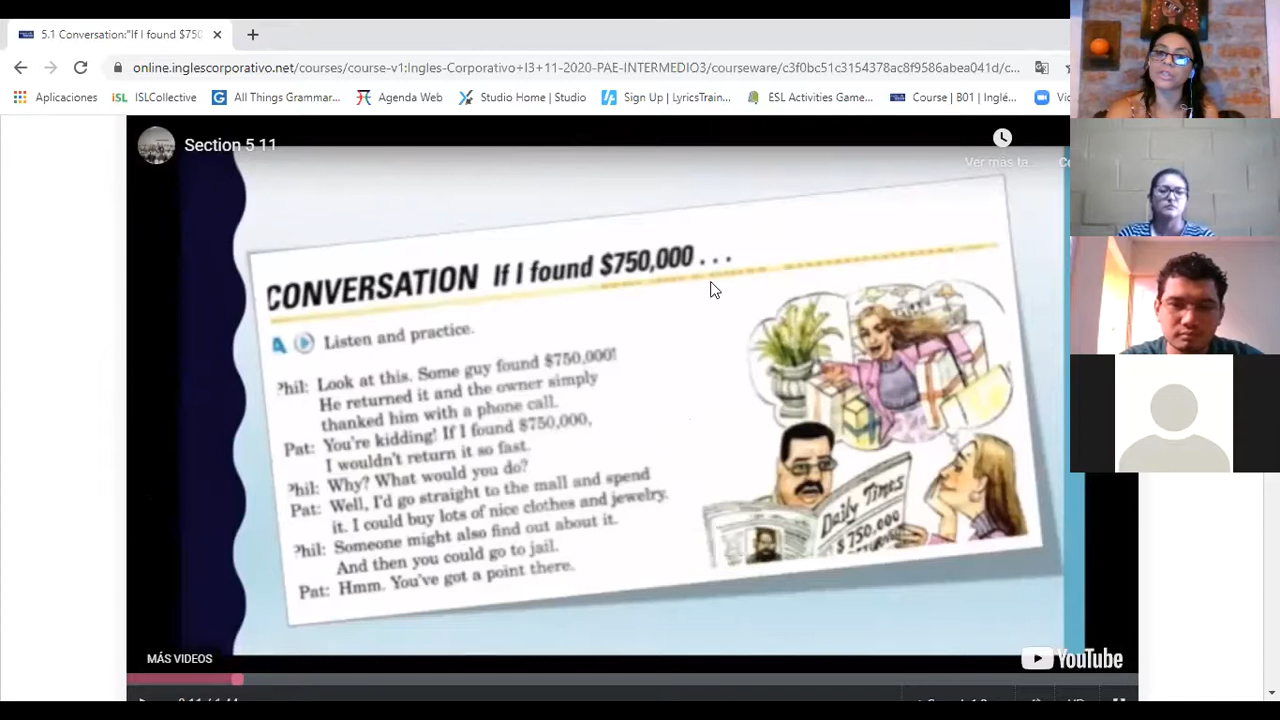 5.1 Conversation:"If I found $750
online.inglescorporativo.net/courses/course-v1:Ingles-Corporativo+I3+11-2020-PAE-INTERMEDIO3/courseware/c3f0bc51c3154378ac8f9586abea041d/c...
Aplicaciones ISLCollective All Things Grammar... Agenda Web Studio Home | Studio Sign Up | LyricsTrain... ESL Activities Game... Course | B01 | Inglé...
Section 5 11
Ver más ta...
CONVERSATION If I found $750,000 . . .
A Listen and practice.
Phil: Look at this. Some guy found $750,000!
He returned it and the owner simply
thanked him with a phone call.
Pat: You're kidding! If I found $750,000,
I wouldn't return it so fast.
Phil: Why? What would you do?
Pat: Well, I'd go straight to the mall and spend
it. I could buy lots of nice clothes and jewelry.
Phil: Someone might also find out about it.
And then you could go to jail.
Pat: Hmm. You've got a point there.
Daily Times
$750,000
MÁS VIDEOS
YouTube